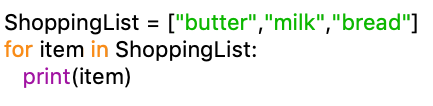 ShoppingList = ["butter","milk","bread"]
for item in ShoppingList:
  print(item)